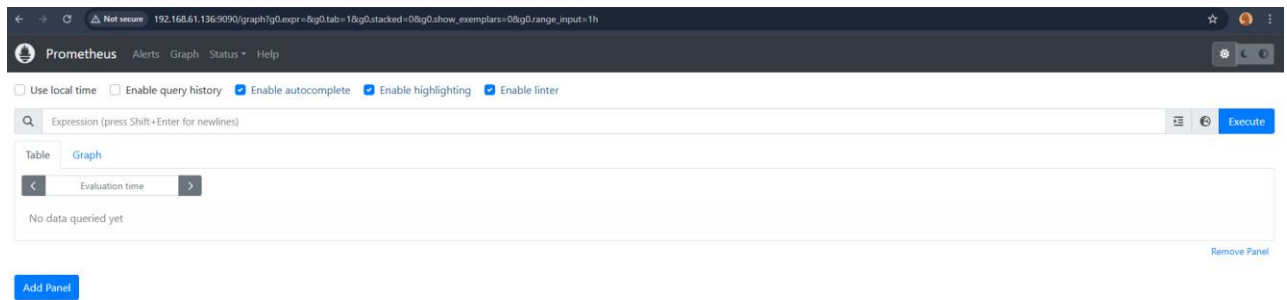 Not secure 192.168.61.136:9090/graph?g0.expr=&g0.tab=1&g0.stacked=0&g0.show_exemplars=0&g0.range_input=1h
Prometheus Alerts Graph Status Help
Use local time Enable query history Enable autocomplete Enable highlighting Enable linter
Expression (press Shift+Enter for newlines) Execute
Table Graph
Evaluation time
No data queried yet
Remove Panel
Add Panel